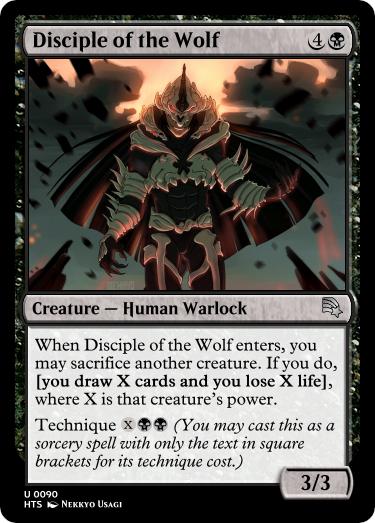 Disciple of the Wolf 4
Creature — Human Warlock
When Disciple of the Wolf enters, you
may sacrifice another creature. If you do,
[you draw X cards and you lose X life],
where X is that creature's power.
Technique X (You may cast this as a
sorcery spell with only the text in square
brackets for its technique cost.)
3/3
U 0090
HTS Nekkyo Usagi